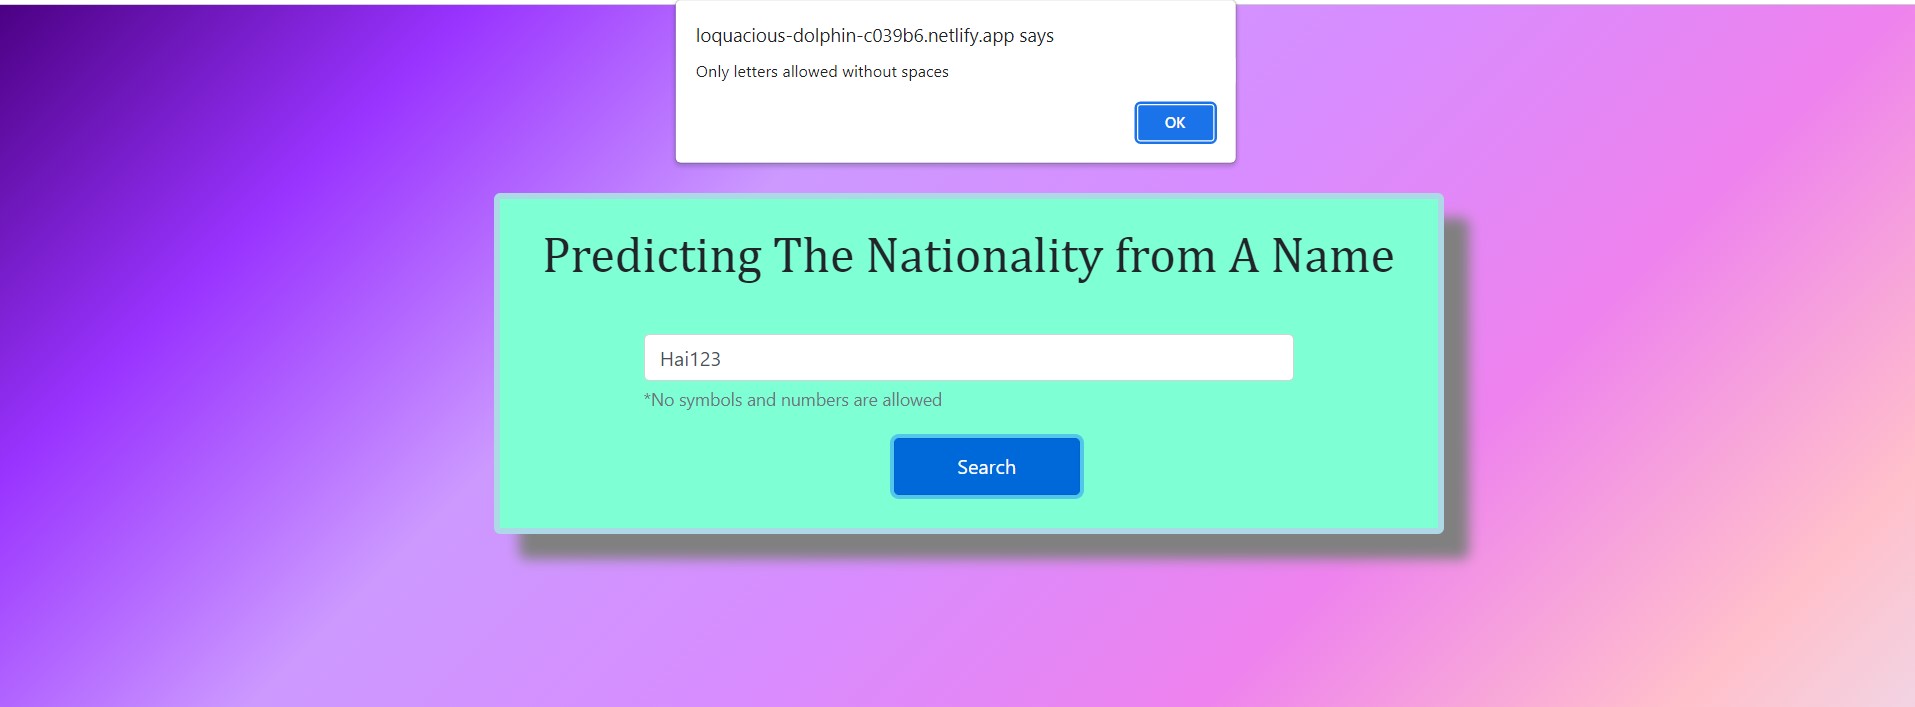 loquacious-dolphin-c039b6.netlify.app says
Only letters allowed without spaces
OK
Predicting The Nationality from A Name
Hai123
*No symbols and numbers are allowed
Search